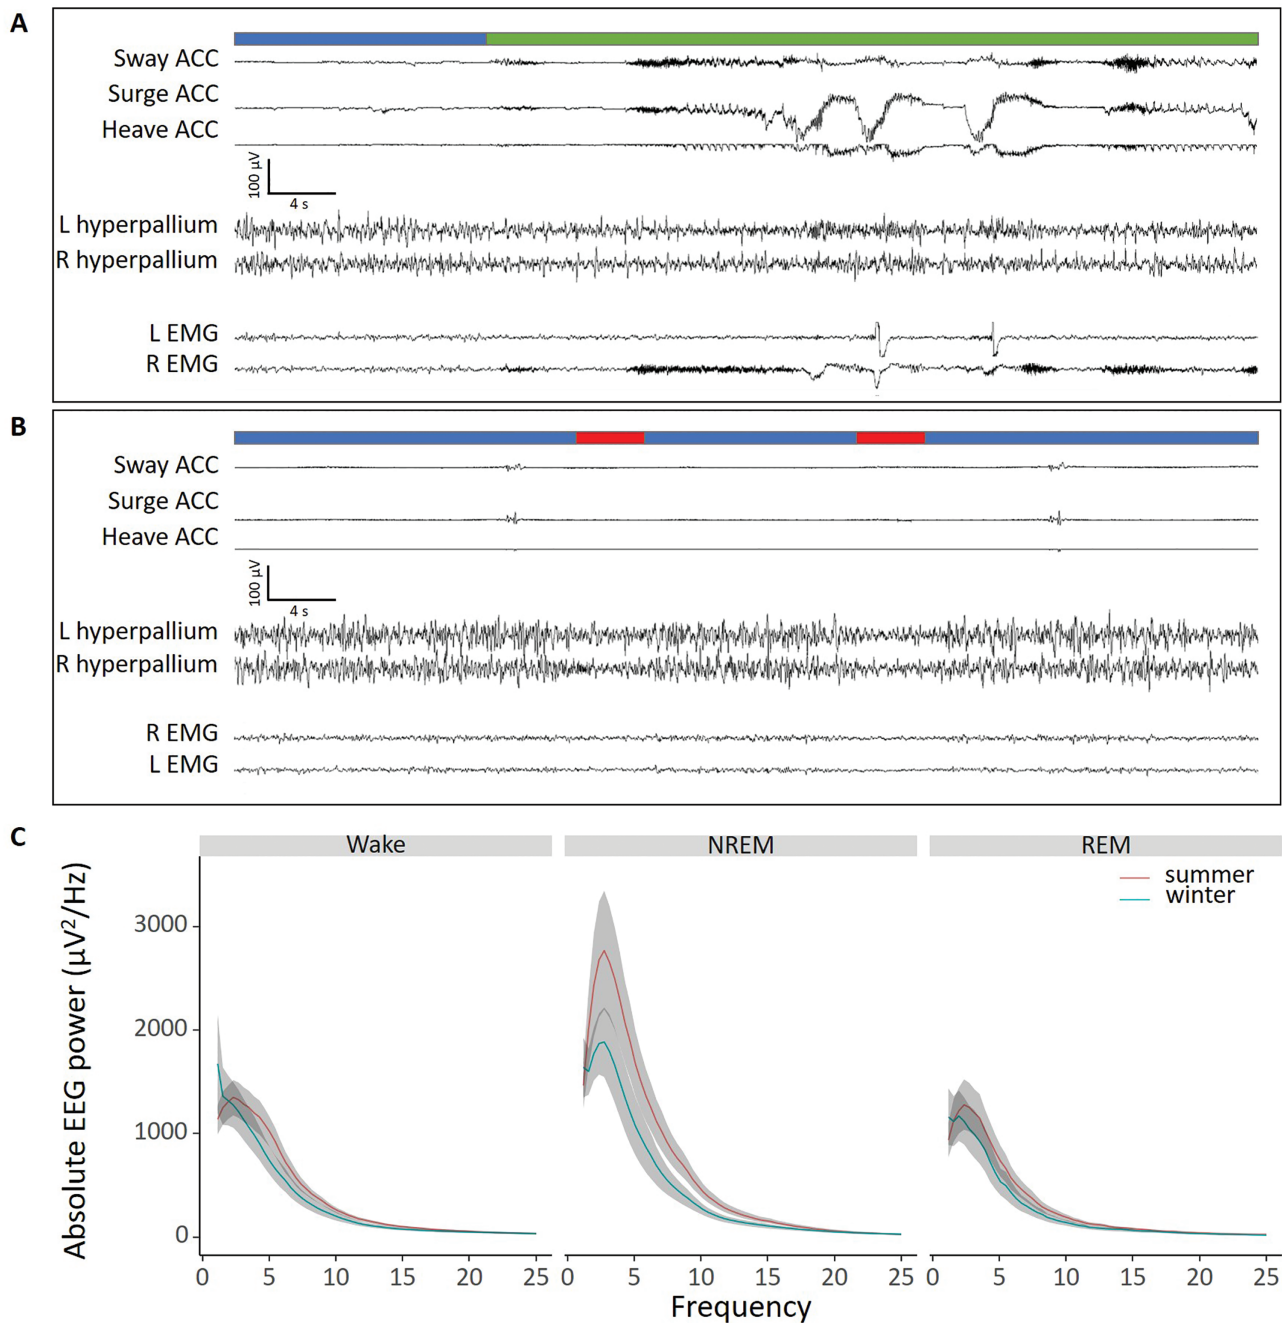 A
Sway ACC
Surge ACC
Heave ACC
100 µV
4 s
L hyperpallium
R hyperpallium
L EMG
R EMG
B
Sway ACC
Surge ACC
Heave ACC
100 µV
4 s
L hyperpallium
R hyperpallium
R EMG
L EMG
C
Wake NREM REM
summer
winter
Absolute EEG power (µV²/Hz)
3000
2000
1000
0
0 5 10 15 20 25 0 5 10 15 20 25 0 5 10 15 20 25
Frequency